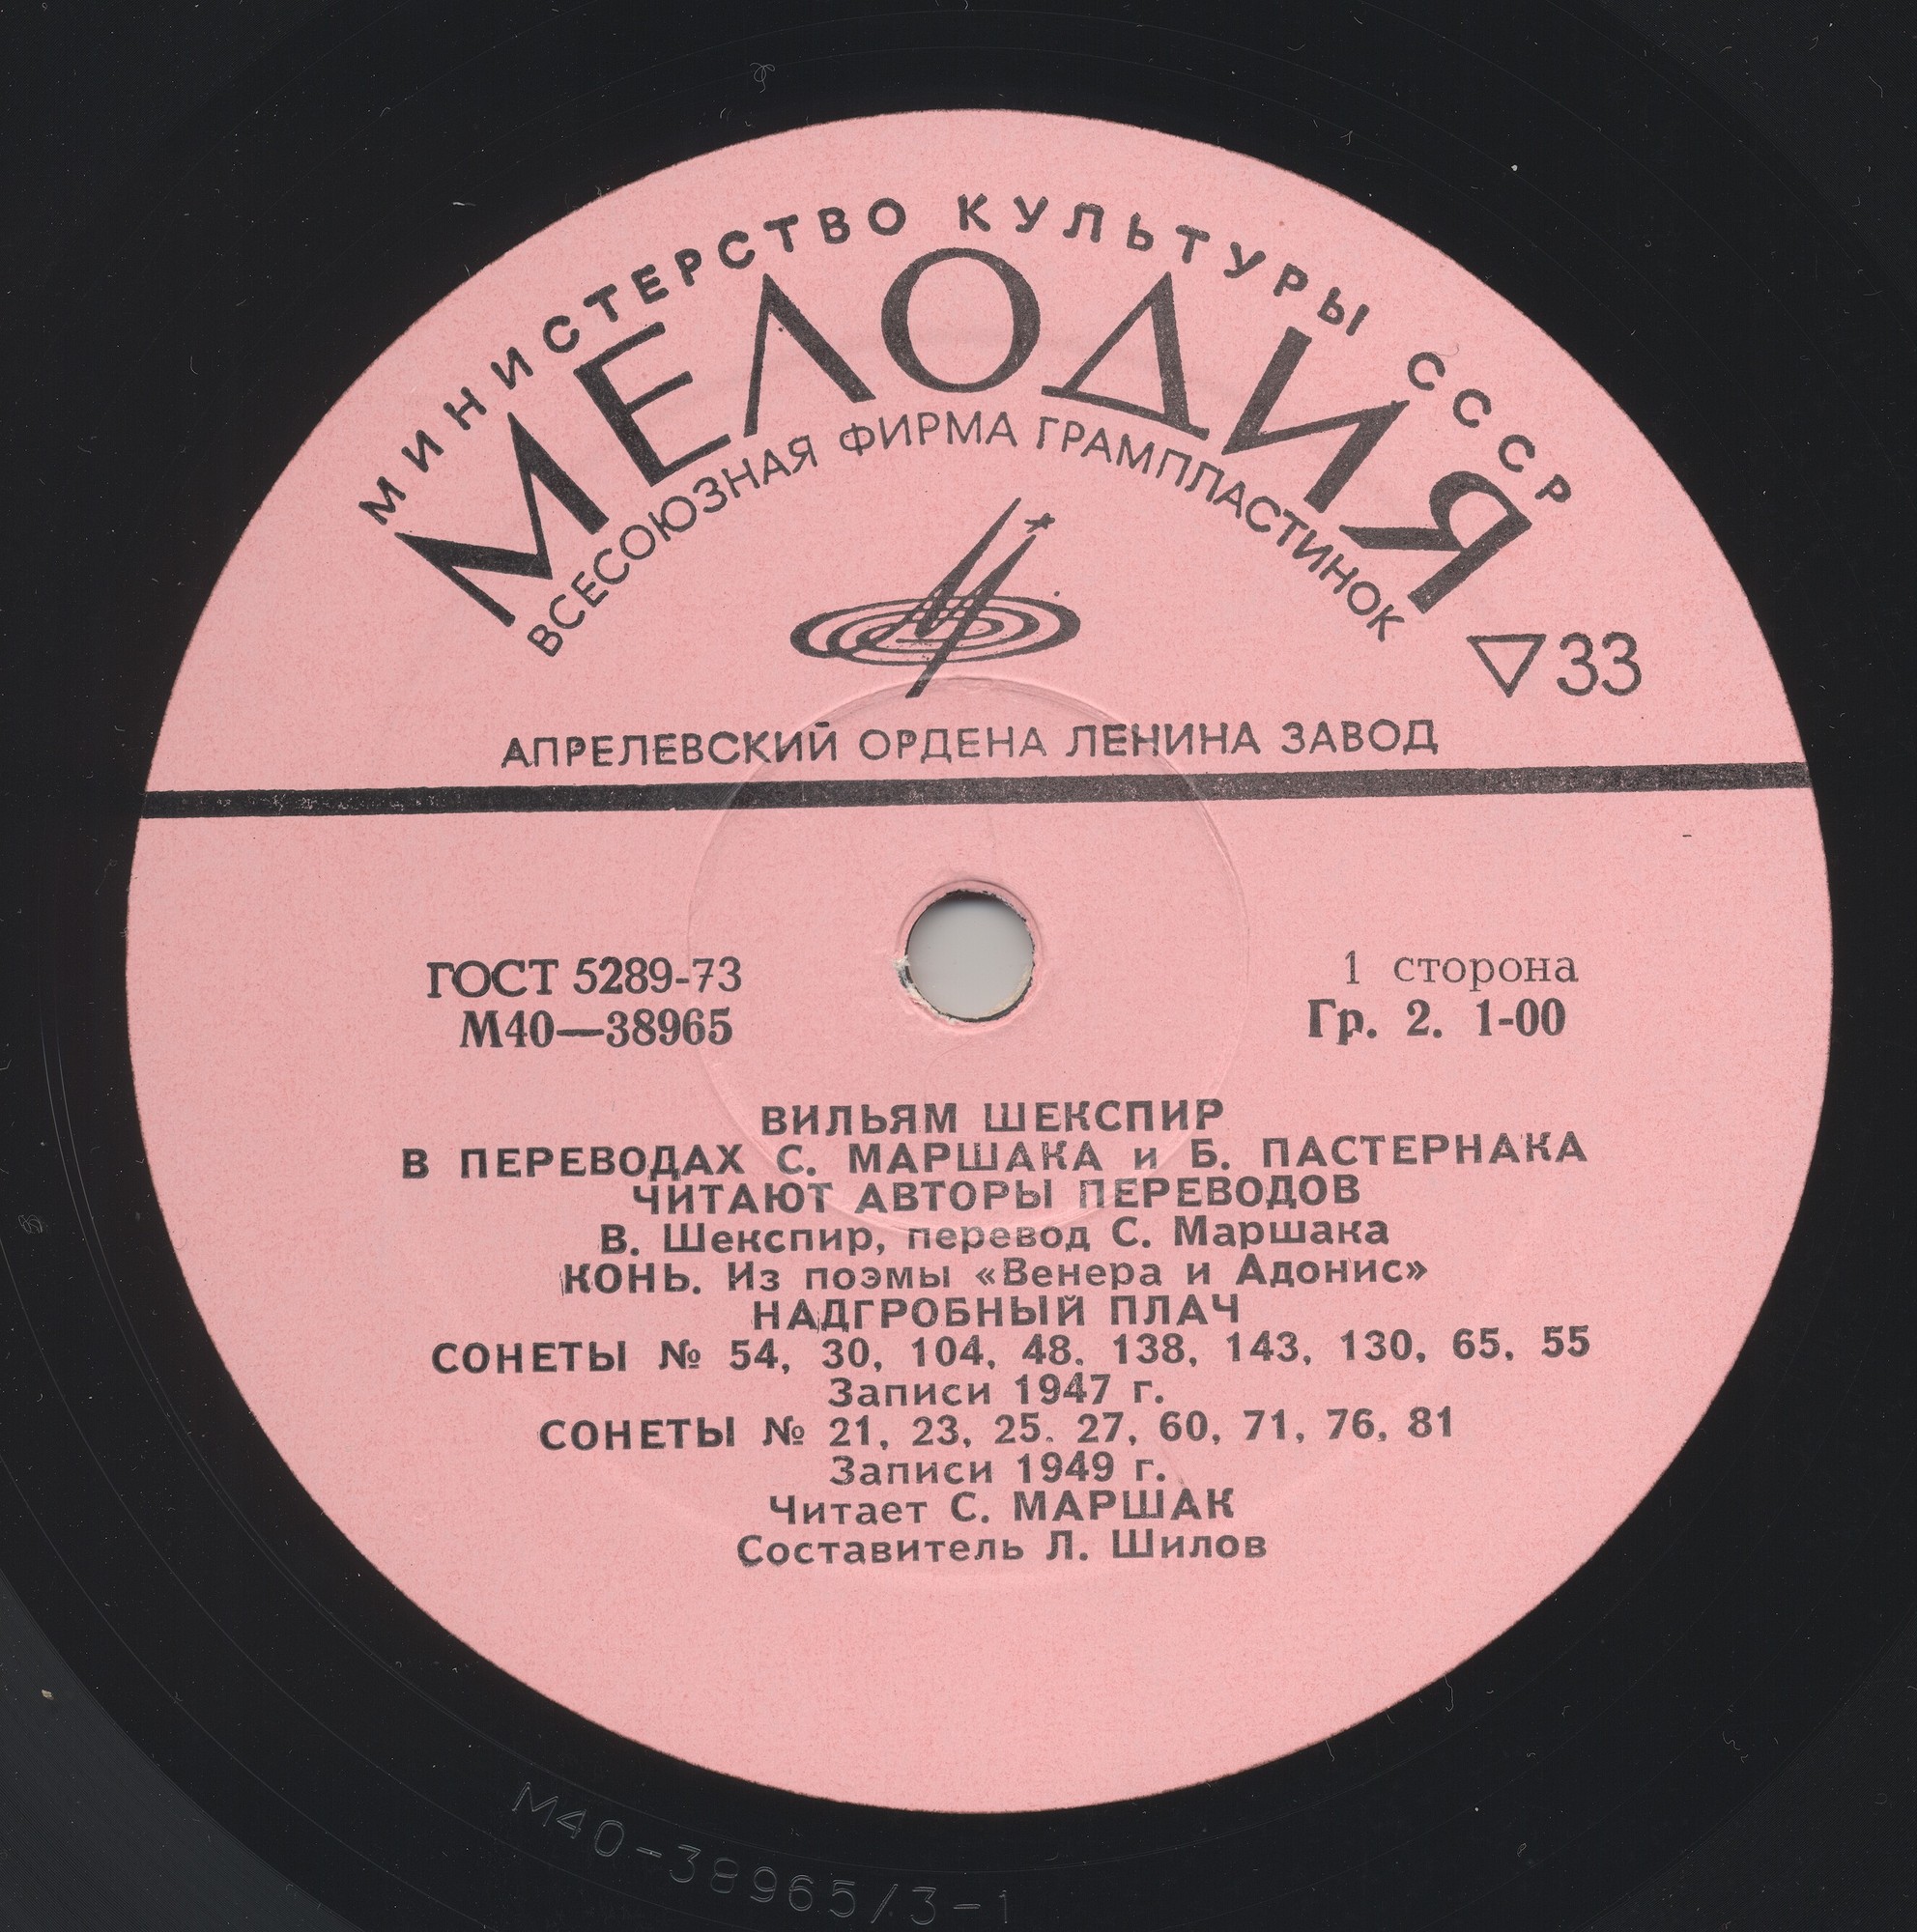 МИНИСТЕРСТВО КУЛЬТУРЫ СССР
МЕЛОДИЯ
ВСЕСОЮЗНАЯ ФИРМА ГРАМПЛАСТИНОК
▽33
АПРЕЛЕВСКИЙ ОРДЕНА ЛЕНИНА ЗАВОД
ГОСТ 5289-73
М40—38965
1 сторона
Гр. 2. 1-00
ВИЛЬЯМ ШЕКСПИР
В ПЕРЕВОДАХ С. МАРШАКА и Б. ПАСТЕРНАКА
ЧИТАЮТ АВТОРЫ ПЕРЕВОДОВ
В. Шекспир, перевод С. Маршака
КОНЬ. Из поэмы «Венера и Адонис»
НАДГРОБНЫЙ ПЛАЧ
СОНЕТЫ № 54, 30, 104, 48, 138, 143, 130, 65, 55
Записи 1947 г.
СОНЕТЫ № 21, 23, 25. 27, 60, 71, 76, 81
Записи 1949 г.
Читает С. МАРШАК
Составитель Л. Шилов
М40-38965/3-1